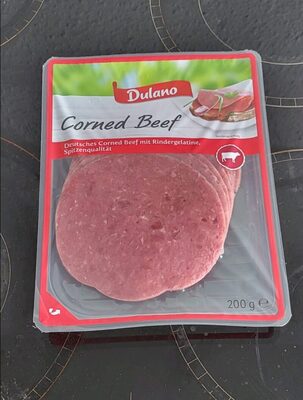 Dulano
Corned Beef
Deutsches Corned Beef mit Rindergelatine,
Spitzenqualität
200 g e